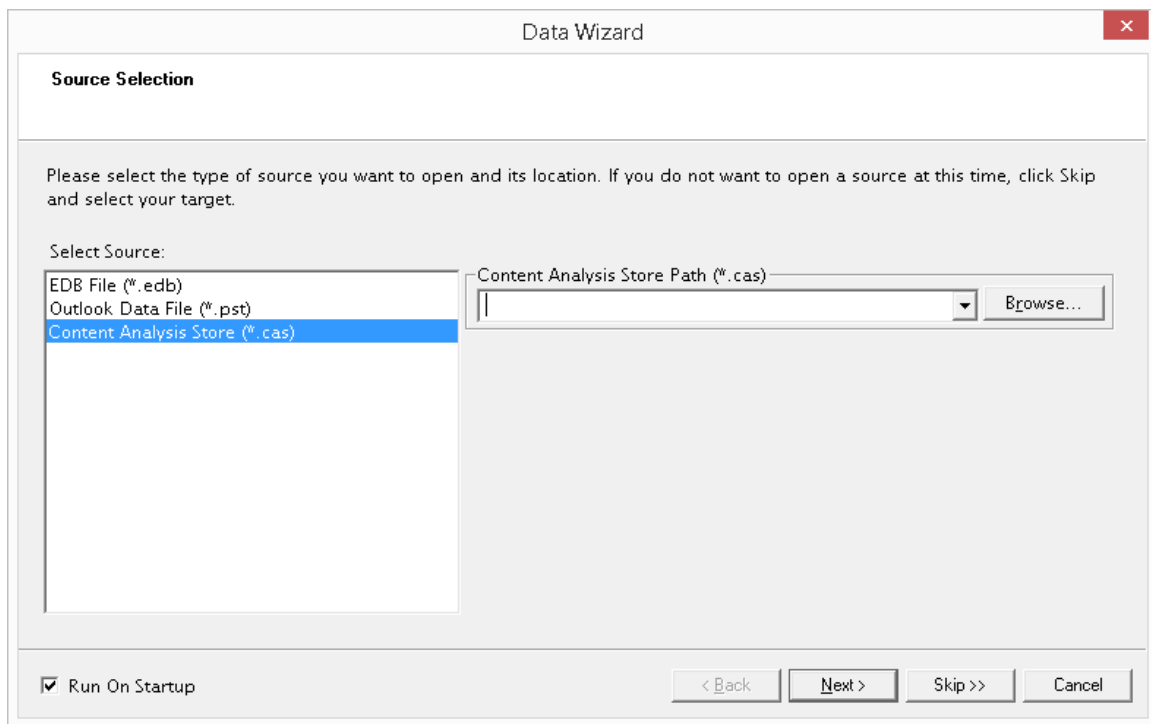 Data Wizard
Source Selection
Please select the type of source you want to open and its location. If you do not want to open a source at this time, click Skip
and select your target.
Select Source:
EDB File (*.edb)
Outlook Data File (*.pst)
Content Analysis Store (*.cas)
Content Analysis Store Path (*.cas)
Browse...
Run On Startup
< Back
Next >
Skip >>
Cancel